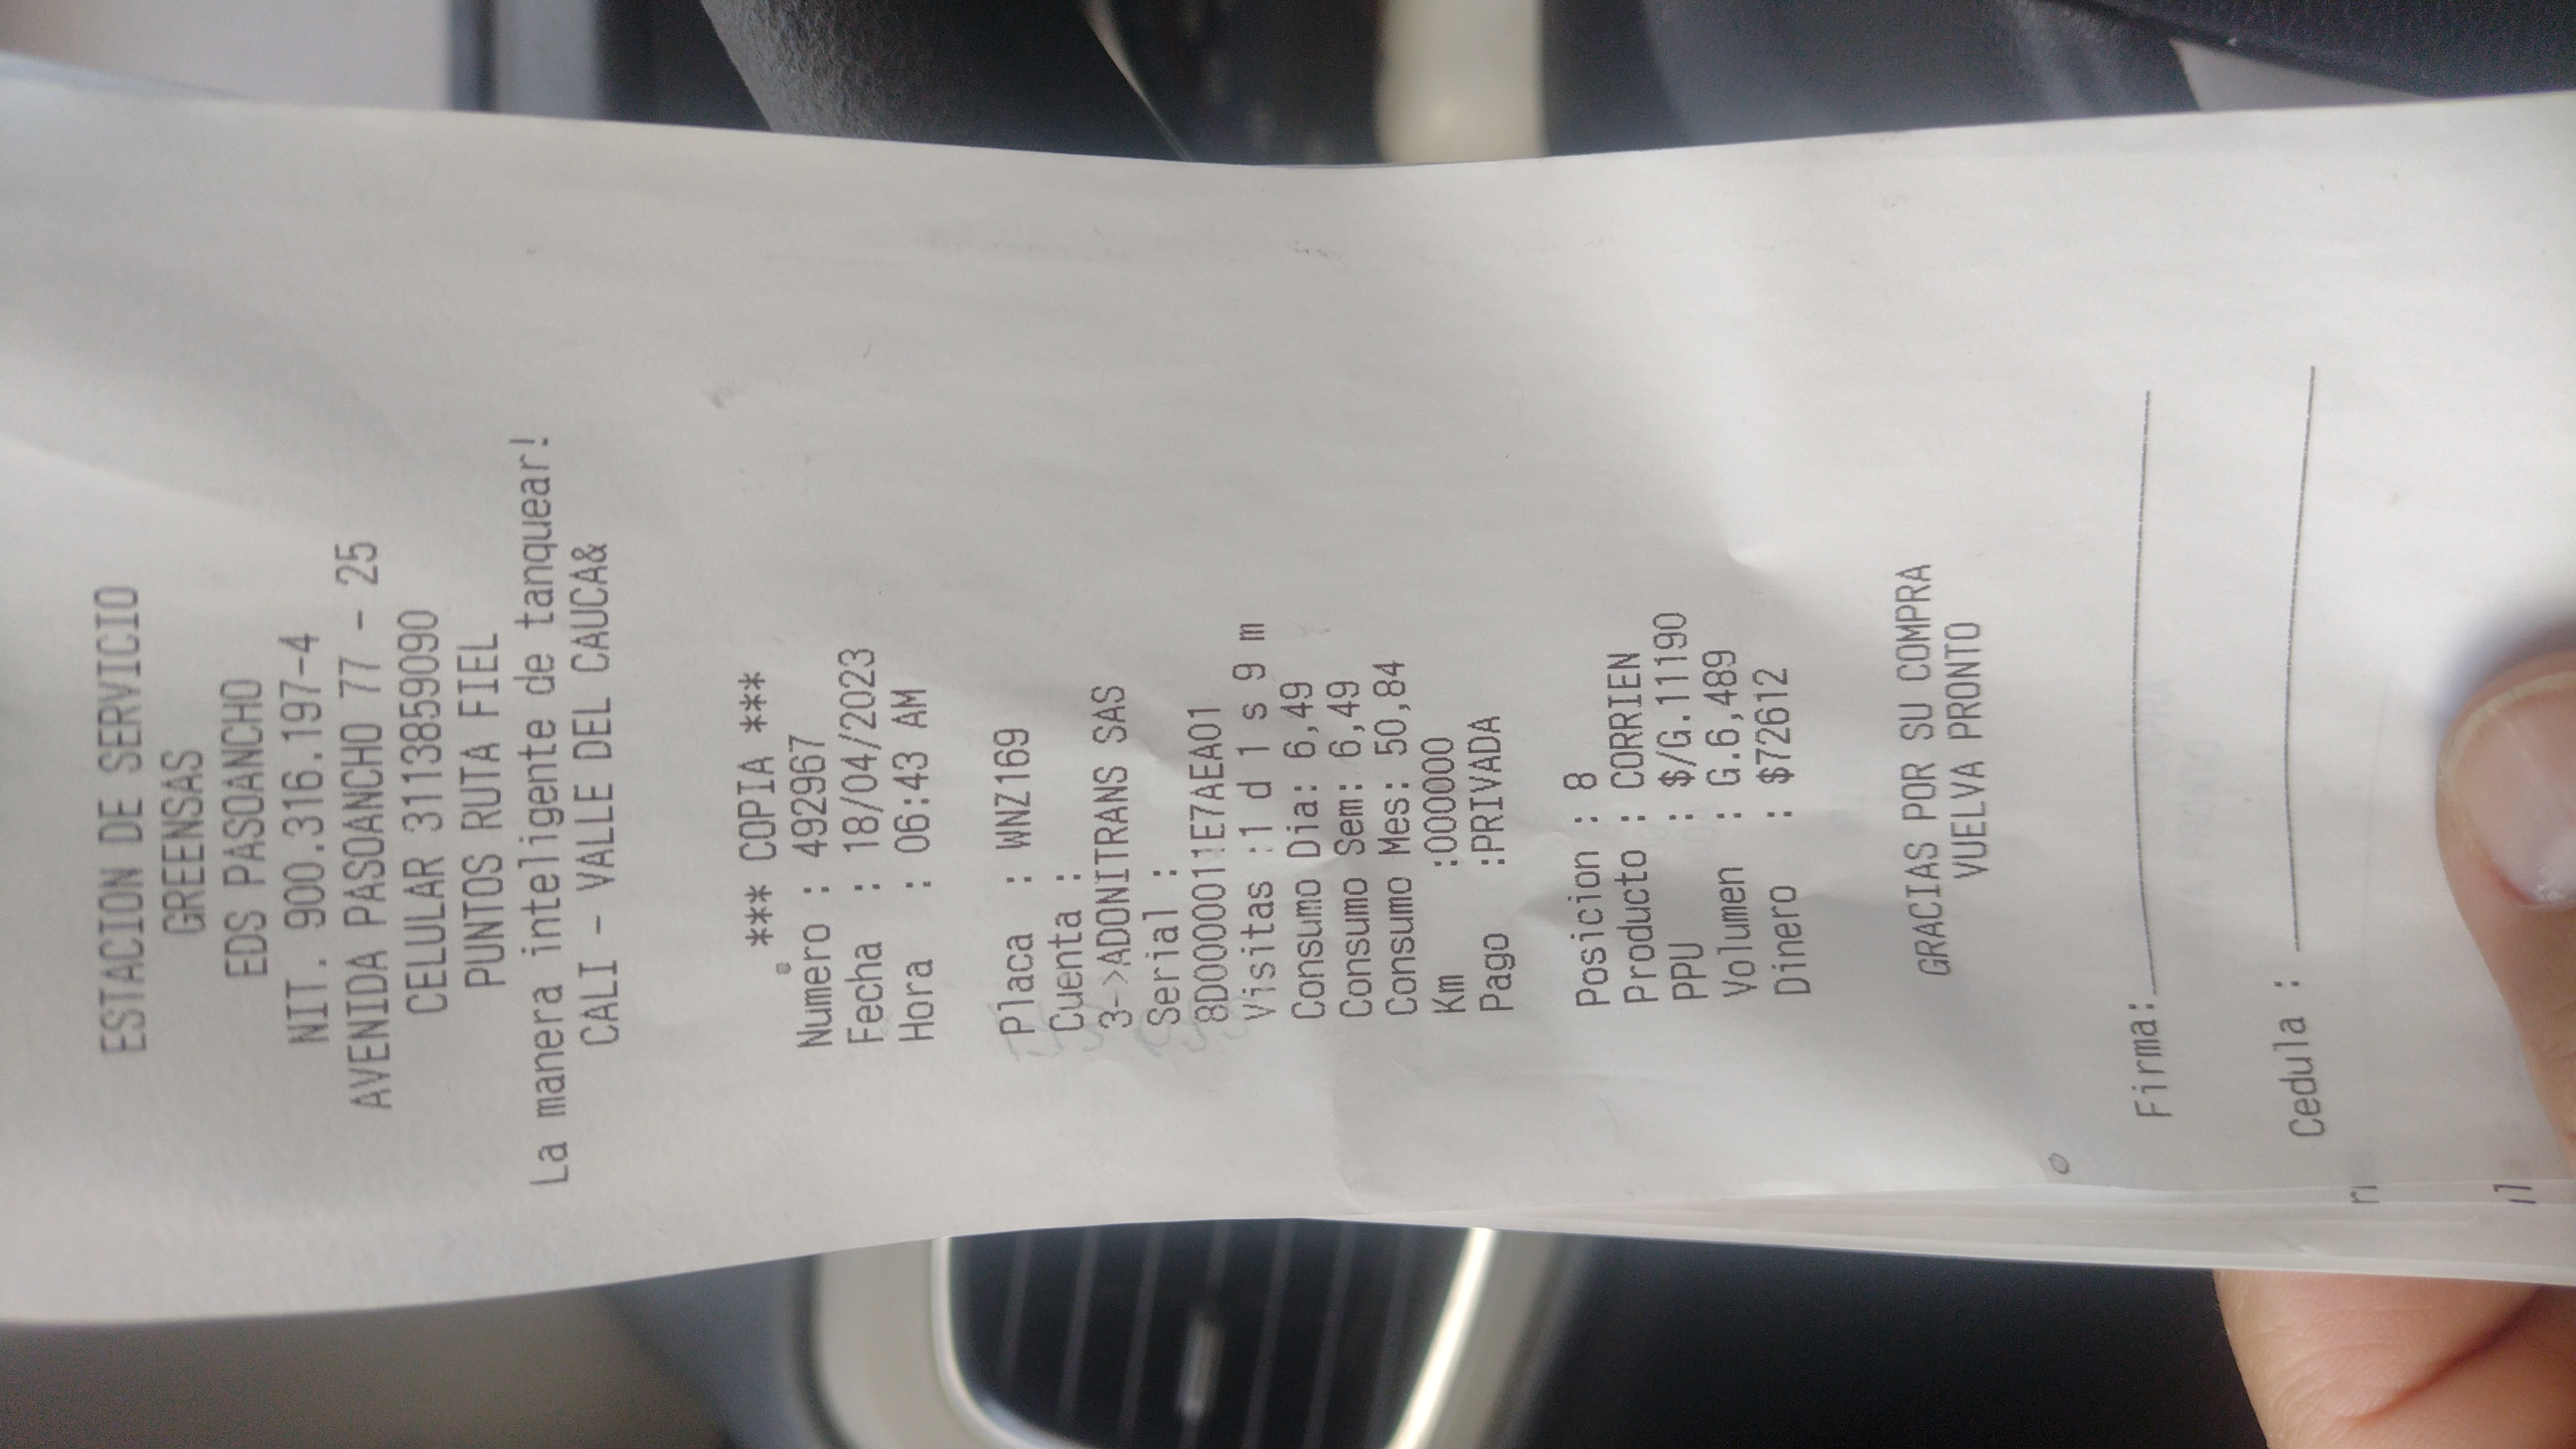 ESTACION DE SERVICIO
GREENSAS
EDS PASOANCHO
NIT. 900.316.197-4
AVENIDA PASOANCHO 77 - 25
CELULAR 3113859090
PUNTOS RUTA FIEL
La manera inteligente de tanquear!
CALI - VALLE DEL CAUCA&
*** COPIA ***
Numero : 492967
Fecha : 18/04/2023
Hora : 06:43 AM
Placa : WNZ169
Cuenta :
3->ADONITRANS SAS
Serial :
8D0000011E7AEA01
Visitas :1 d 1 s 9 m
Consumo Dia: 6,49
Consumo Sem: 6,49
Consumo Mes: 50,84
Km :000000
Pago :PRIVADA
Posicion : 8
Producto : CORRIEN
PPU : $/G.11190
Volumen : G.6,489
Dinero : $72612
GRACIAS POR SU COMPRA
VUELVA PRONTO
Firma:
Cedula :